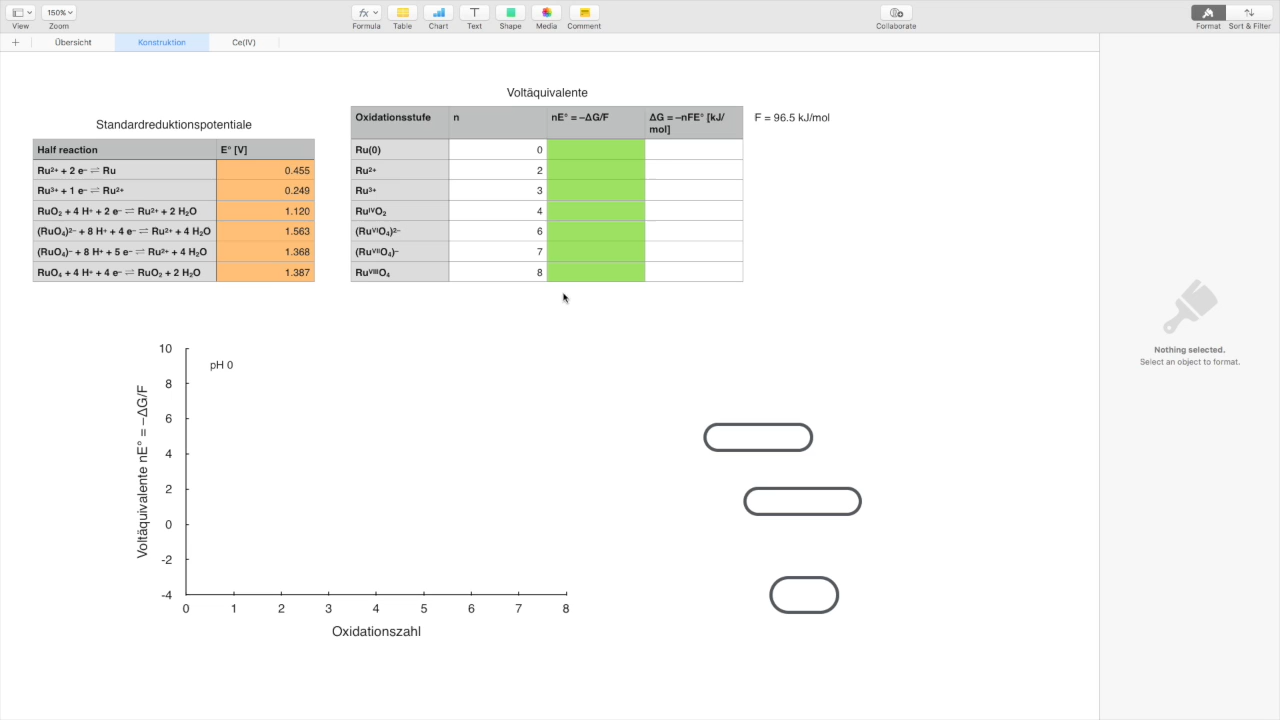 150%
View Zoom Formula Table Chart Text Shape Media Comment Collaborate Format Sort & Filter
+ Übersicht Konstruktion Ce(IV)
Voltäquivalente
Oxidationsstufe n nE° = –ΔG/F ΔG = –nFE° [kJ/
mol]
F = 96.5 kJ/mol
Ru(0) 0
Ru²⁺ 2
Ru³⁺ 3
RuᴵⱽO₂ 4
(RuⱽᴵO₄)²⁻ 6
(RuⱽᴵᴵO₄)⁻ 7
RuⱽᴵᴵᴵO₄ 8
Standardreduktionspotentiale
Half reaction E° [V]
Ru²⁺ + 2 e⁻ ⇌ Ru 0.455
Ru³⁺ + 1 e⁻ ⇌ Ru²⁺ 0.249
RuO₂ + 4 H⁺ + 2 e⁻ ⇌ Ru²⁺ + 2 H₂O 1.120
(RuO₄)²⁻ + 8 H⁺ + 4 e⁻ ⇌ Ru²⁺ + 4 H₂O 1.563
(RuO₄)⁻ + 8 H⁺ + 5 e⁻ ⇌ Ru²⁺ + 4 H₂O 1.368
RuO₄ + 4 H⁺ + 4 e⁻ ⇌ RuO₂ + 2 H₂O 1.387
Nothing selected.
Select an object to format.
pH 0
Voltäquivalente nE° = –ΔG/F
10
8
6
4
2
0
-2
-4
0 1 2 3 4 5 6 7 8
Oxidationszahl